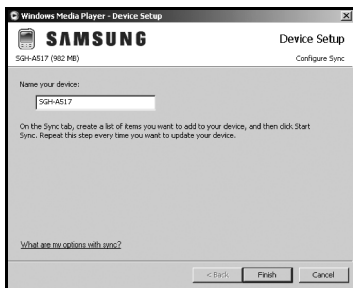 Windows Media Player - Device Setup
SAMSUNG
Device Setup
SGH-A517 (982 MB)
Configure Sync
Name your device:
SGH-A517
On the Sync tab, create a list of items you want to add to your device, and then click Start
Sync. Repeat this step every time you want to update your device.
What are my options with sync?
< Back
Finish
Cancel